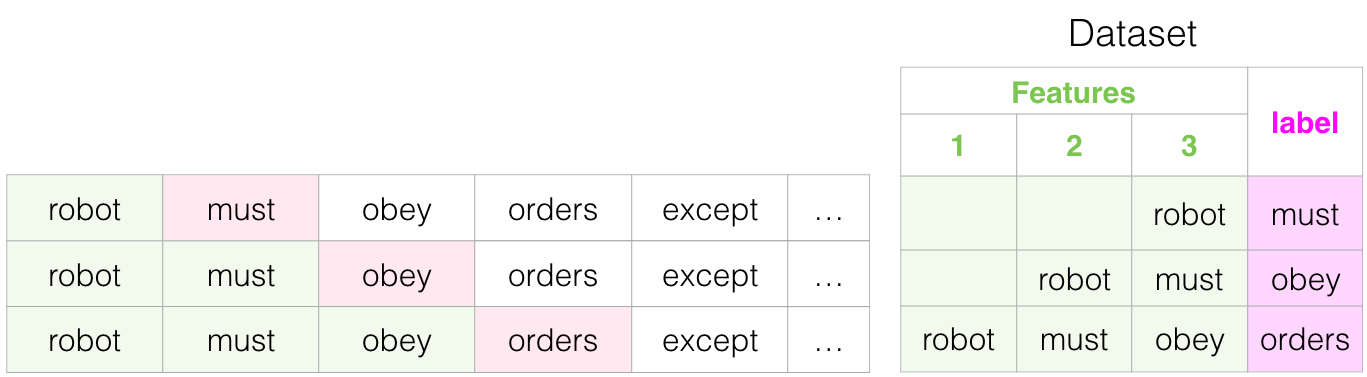 Dataset
Features label
1 2 3
robot must obey orders except ...
robot must obey orders except ...
robot must obey orders except ...
robot must
robot must obey
robot must obey orders